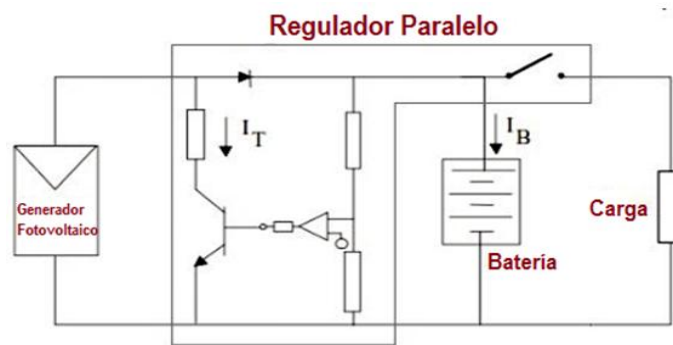 Regulador Paralelo
I_T
I_B
Generador
Fotovoltaico
Carga
Batería